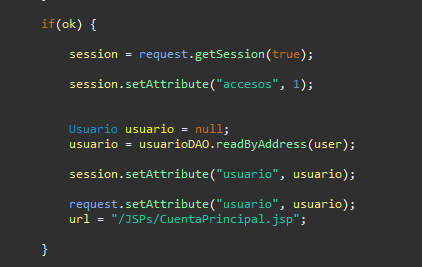 if(ok) {
session = request.getSession(true);
session.setAttribute("accesos", 1);
Usuario usuario = null;
usuario = usuarioDAO.readByAddress(user);
session.setAttribute("usuario", usuario);
request.setAttribute("usuario", usuario);
url = "/JSPs/CuentaPrincipal.jsp";
}